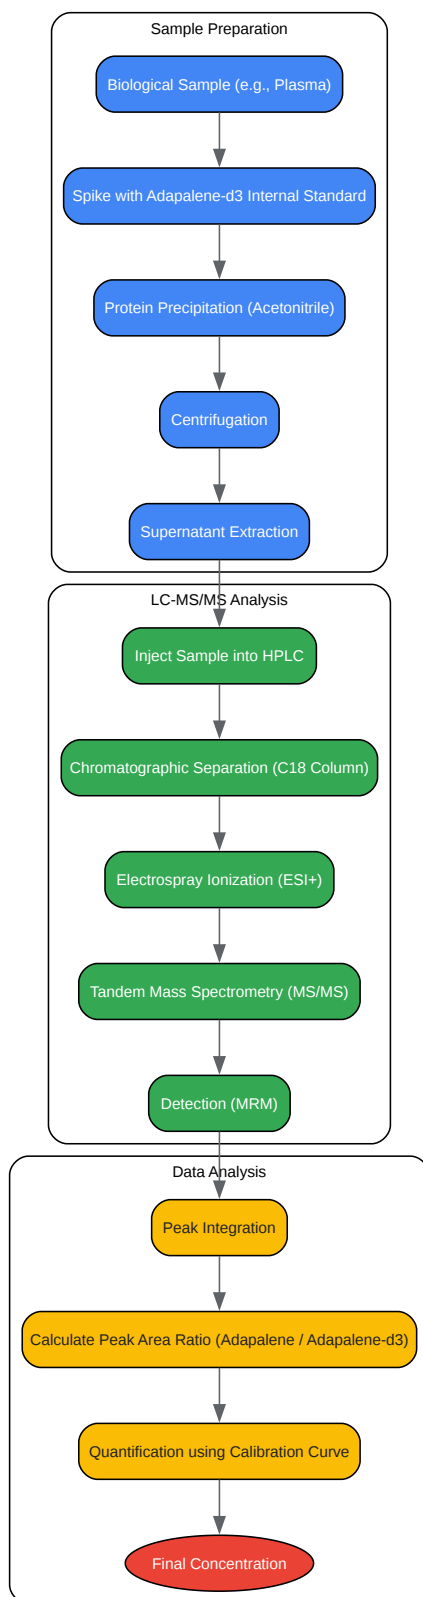 Sample Preparation
Biological Sample (e.g., Plasma)
Spike with Adapalene-d3 Internal Standard
Protein Precipitation (Acetonitrile)
Centrifugation
Supernatant Extraction
LC-MS/MS Analysis
Inject Sample into HPLC
Chromatographic Separation (C18 Column)
Electrospray Ionization (ESI+)
Tandem Mass Spectrometry (MS/MS)
Detection (MRM)
Data Analysis
Peak Integration
Calculate Peak Area Ratio (Adapalene / Adapalene-d3)
Quantification using Calibration Curve
Final Concentration